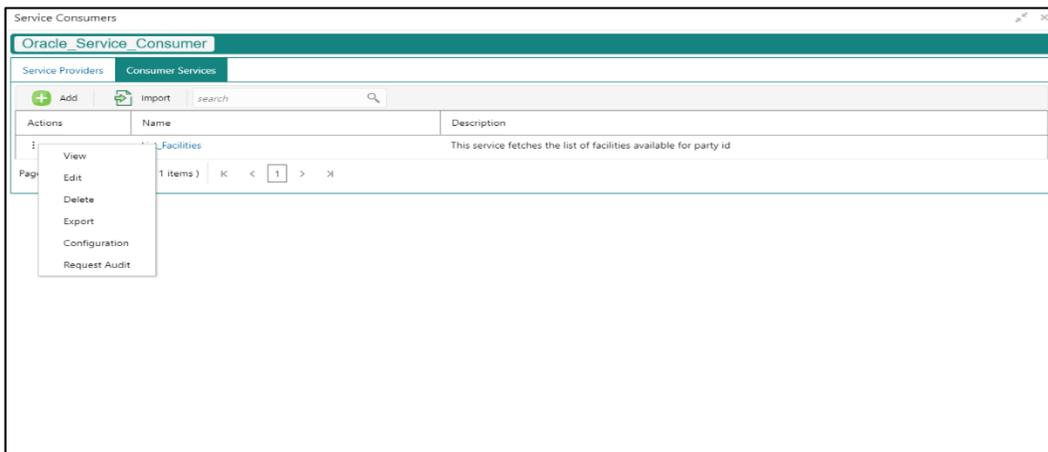 Service Consumers
Oracle_Service_Consumer
Service Providers Consumer Services
Add Import search
Actions Name Description
_Facilities This service fetches the list of facilities available for party id
View
Page 1 items ) K < 1 > >|
Edit
Delete
Export
Configuration
Request Audit